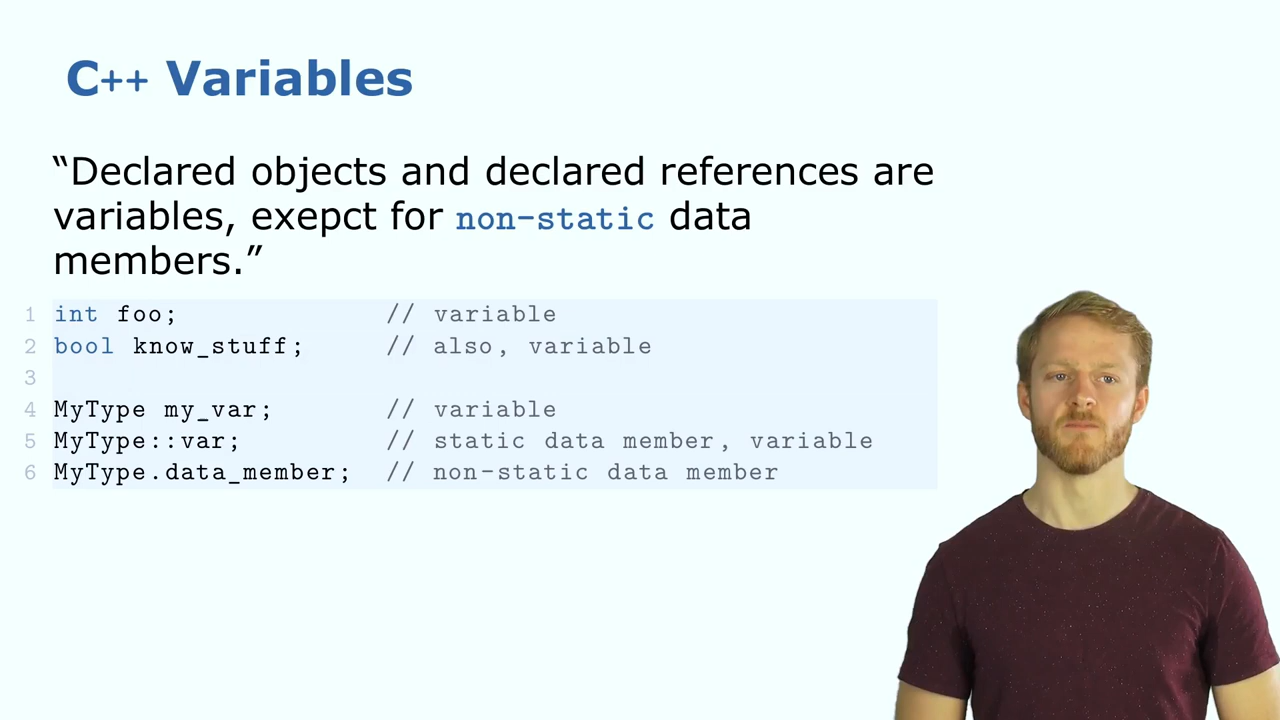 C++ Variables
“Declared objects and declared references are
variables, exepct for non-static data
members.”
1 int foo; // variable
2 bool know_stuff; // also, variable
3
4 MyType my_var; // variable
5 MyType::var; // static data member, variable
6 MyType.data_member; // non-static data member